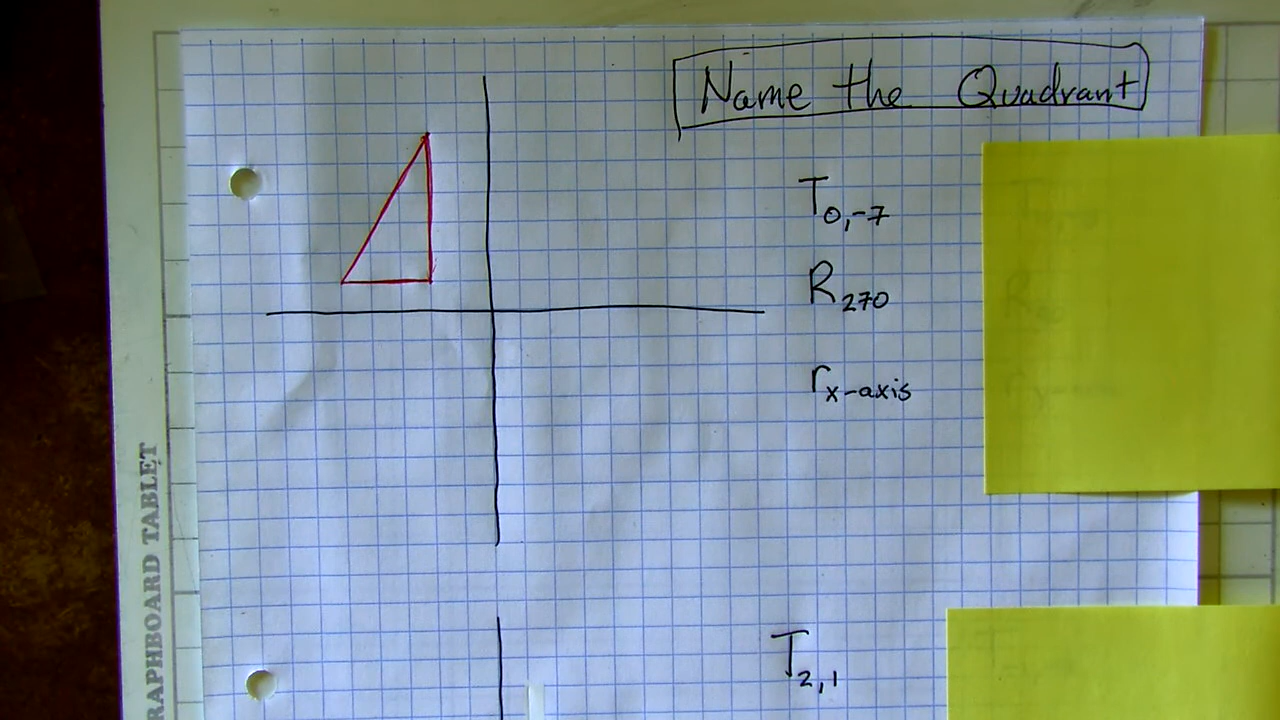 Name the Quadrant
T0,-7
R270
rx-axis
T2,1
GRAPHBOARD TABLET